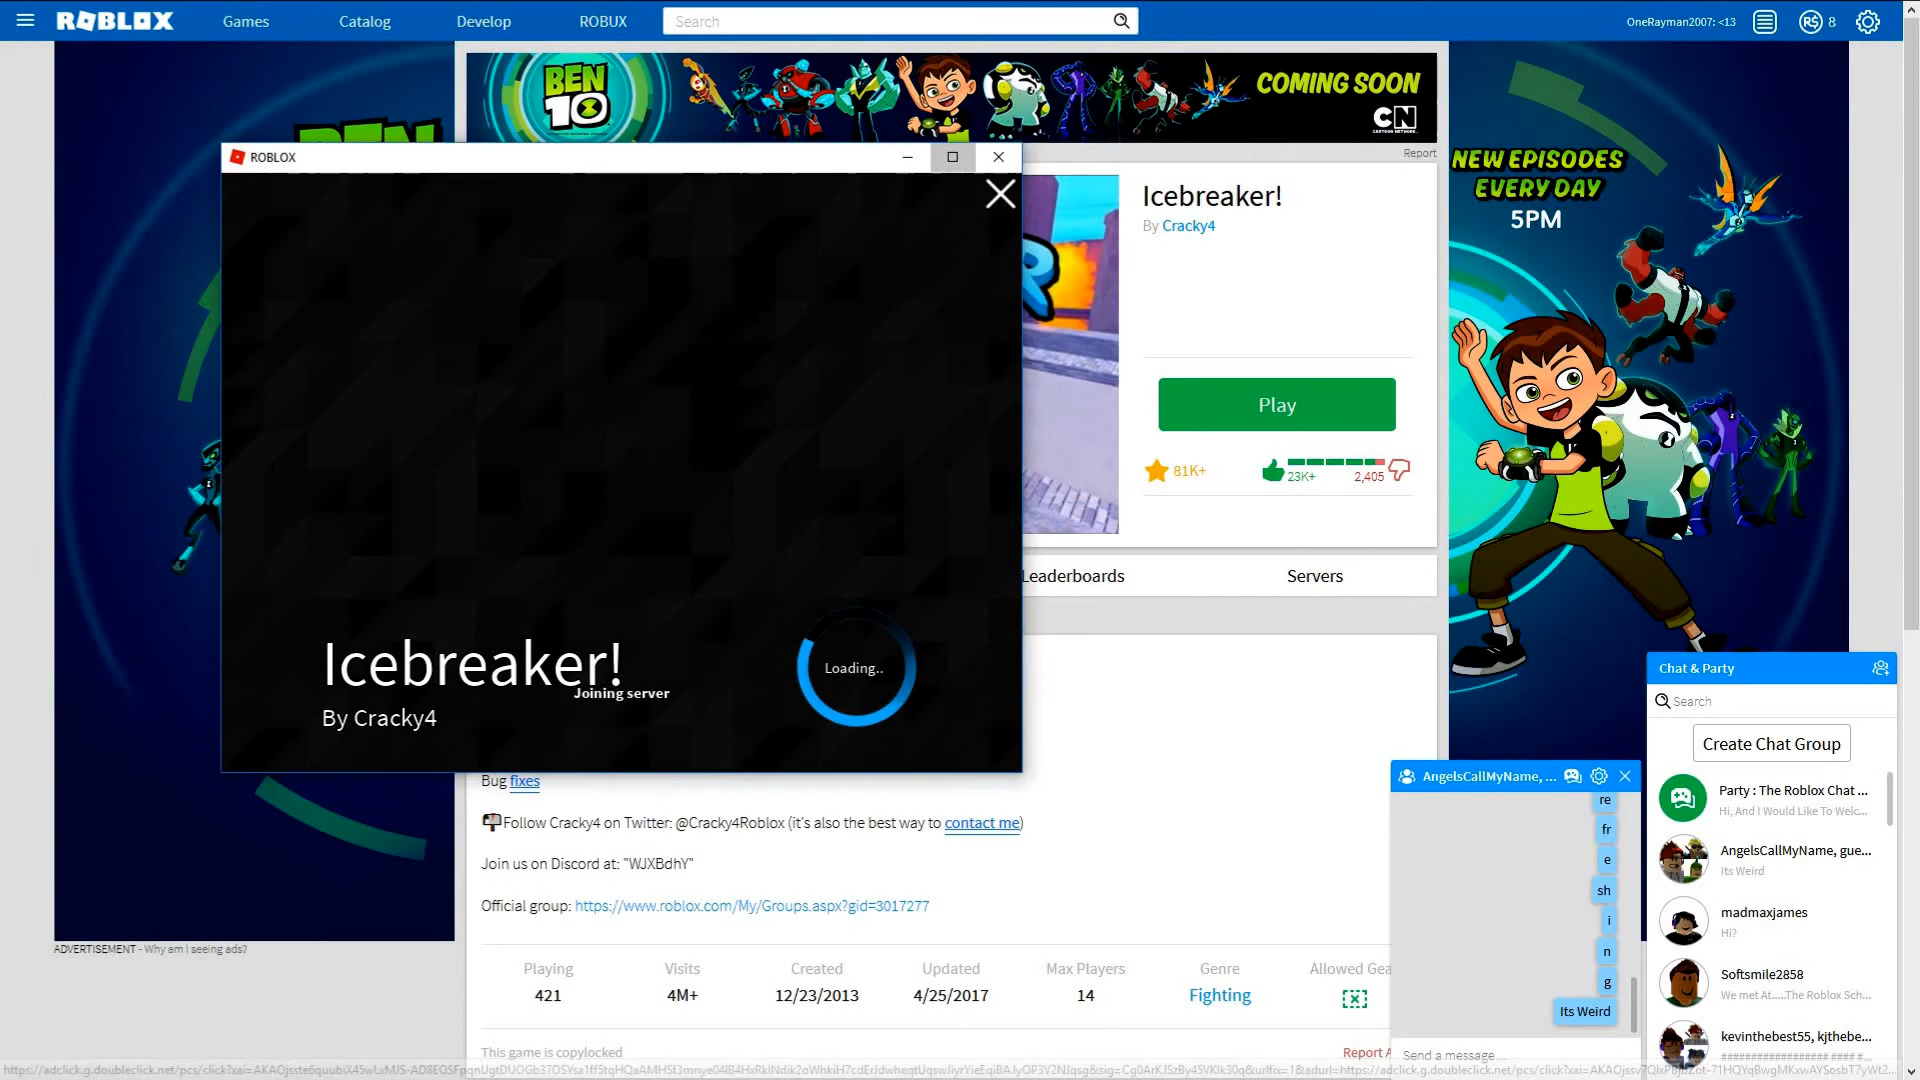 ROBLOX
Games
Catalog
Develop
ROBUX
Search
OneRayman2007: <13
R$
8
BEN
10
COMING SOON
CN
CARTOON NETWORK
Report
BEN
ROBLOX
Icebreaker!
By Cracky4
R
Play
81K+
23K+
2,405
NEW EPISODES
EVERY DAY
5PM
Leaderboards
Servers
Icebreaker!
Joining server
By Cracky4
Loading..
Bug fixes
Follow Cracky4 on Twitter: @Cracky4Roblox (it's also the best way to contact me)
Join us on Discord at: "WJXBdhY"
Official group: https://www.roblox.com/My/Groups.aspx?gid=3017277
ADVERTISEMENT - Why am I seeing ads?
Playing
Visits
Created
Updated
Max Players
Genre
Allowed Gea
421
4M+
12/23/2013
4/25/2017
14
Fighting
This game is copylocked
Report A
AngelsCallMyName, ...
re
fr
e
sh
i
n
g
Its Weird
Send a message ...
Chat & Party
Search
Create Chat Group
Party : The Roblox Chat ...
Hi, And I Would Like To Welc...
AngelsCallMyName, gue...
Its Weird
madmaxjames
Hi?
Softsmile2858
We met At.....The Roblox Sch...
kevinthebest55, kjthebe...
################## #### #...